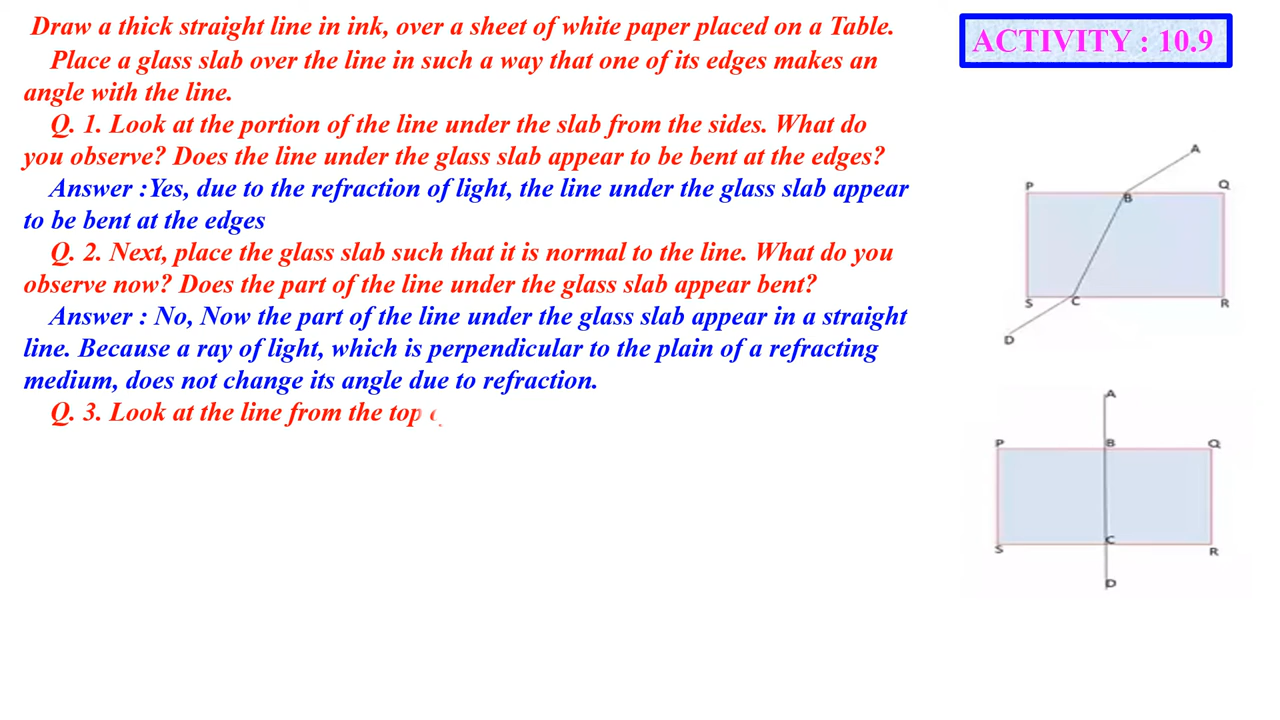 Draw a thick straight line in ink, over a sheet of white paper placed on a Table.
Place a glass slab over the line in such a way that one of its edges makes an
angle with the line.
Q. 1. Look at the portion of the line under the slab from the sides. What do
you observe? Does the line under the glass slab appear to be bent at the edges?
Answer :Yes, due to the refraction of light, the line under the glass slab appear
to be bent at the edges
Q. 2. Next, place the glass slab such that it is normal to the line. What do you
observe now? Does the part of the line under the glass slab appear bent?
Answer : No, Now the part of the line under the glass slab appear in a straight
line. Because a ray of light, which is perpendicular to the plain of a refracting
medium, does not change its angle due to refraction.
Q. 3. Look at the line from the top
ACTIVITY : 10.9
A
P Q
B
S C R
D
A
P B Q
C
S R
D